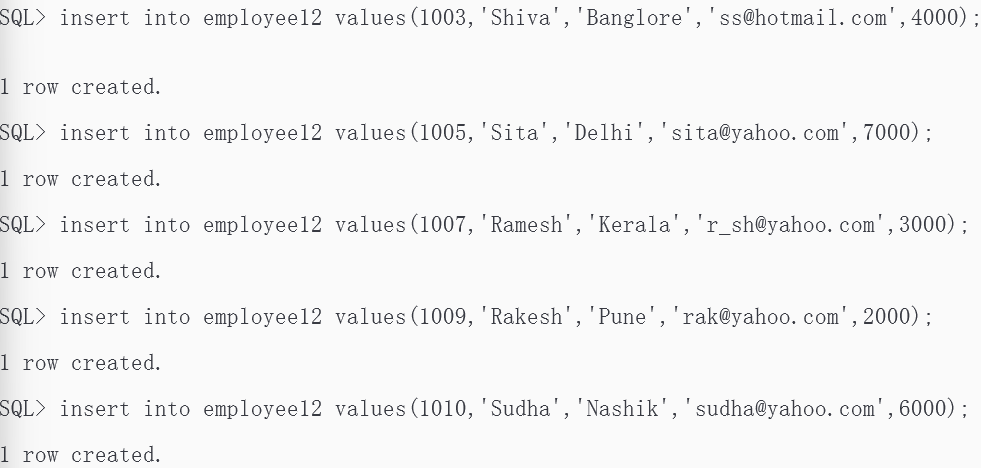 SQL> insert into employee12 values(1003,'Shiva','Banglore','ss@hotmail.com',4000);
1 row created.
SQL> insert into employee12 values(1005,'Sita','Delhi','sita@yahoo.com',7000);
1 row created.
SQL> insert into employee12 values(1007,'Ramesh','Kerala','r_sh@yahoo.com',3000);
1 row created.
SQL> insert into employee12 values(1009,'Rakesh','Pune','rak@yahoo.com',2000);
1 row created.
SQL> insert into employee12 values(1010,'Sudha','Nashik','sudha@yahoo.com',6000);
1 row created.